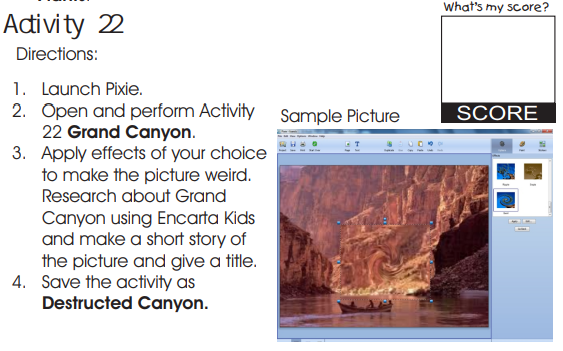 What's my score?
Activity 22
Directions:
1. Launch Pixie.
2. Open and perform Activity
22 Grand Canyon.
3. Apply effects of your choice
to make the picture weird.
Research about Grand
Canyon using Encarta Kids
and make a short story of
the picture and give a title.
4. Save the activity as
Destructed Canyon.
SCORE
Sample Picture